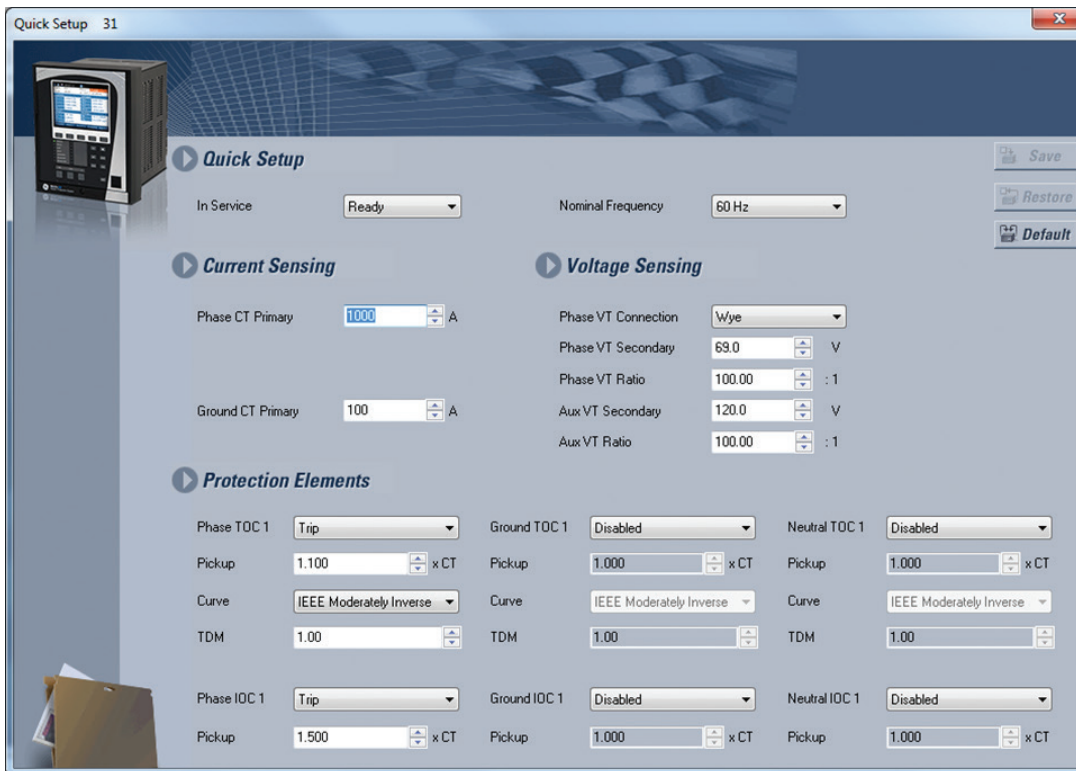 Quick Setup 31
Quick Setup
Save
In Service Ready Nominal Frequency 60 Hz
Restore
Default
Current Sensing Voltage Sensing
Phase CT Primary 1000 A Phase VT Connection Wye
Phase VT Secondary 69.0 V
Phase VT Ratio 100.00 : 1
Ground CT Primary 100 A Aux VT Secondary 120.0 V
Aux VT Ratio 100.00 : 1
Protection Elements
Phase TOC 1 Trip Ground TOC 1 Disabled Neutral TOC 1 Disabled
Pickup 1.100 x CT Pickup 1.000 x CT Pickup 1.000 x CT
Curve IEEE Moderately Inverse Curve IEEE Moderately Inverse Curve IEEE Moderately Inverse
TDM 1.00 TDM 1.00 TDM 1.00
Phase IOC 1 Trip Ground IOC 1 Disabled Neutral IOC 1 Disabled
Pickup 1.500 x CT Pickup 1.000 x CT Pickup 1.000 x CT